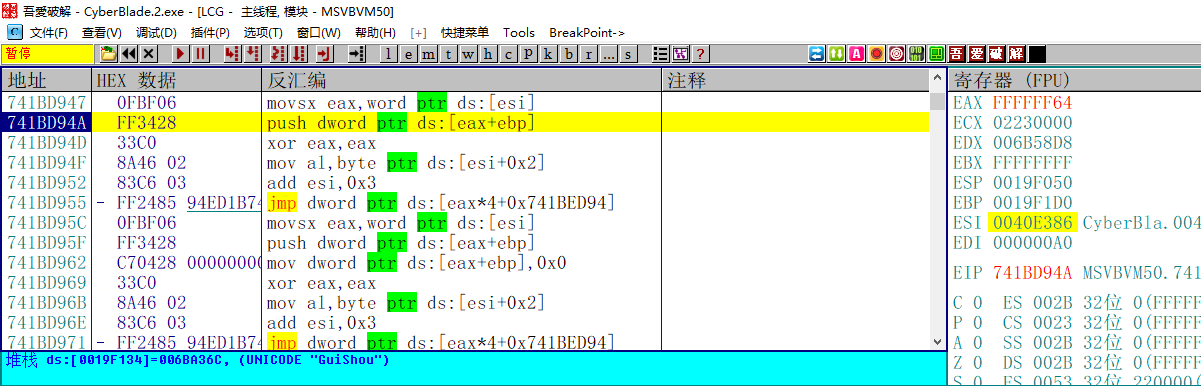 吾愛破解 - CyberBlade.2.exe - [LCG - 主线程, 模块 - MSVBVM50]
C 文件(F) 查看(V) 调试(D) 插件(P) 选项(T) 窗口(W) 帮助(H) [+] 快捷菜单 Tools BreakPoint->
暂停 l e m t w h c p k b r ... s ? 吾 爱 破 解
地址 HEX 数据 反汇编 注释 寄存器 (FPU)
741BD947 0FBF06 movsx eax,word ptr ds:[esi] EAX FFFFFF64
741BD94A FF3428 push dword ptr ds:[eax+ebp] ECX 02230000
741BD94D 33C0 xor eax,eax EDX 006B58D8
741BD94F 8A46 02 mov al,byte ptr ds:[esi+0x2] EBX FFFFFFFF
741BD952 83C6 03 add esi,0x3 ESP 0019F050
741BD955 - FF2485 94ED1B74 jmp dword ptr ds:[eax*4+0x741BED94] EBP 0019F1D0
741BD95C 0FBF06 movsx eax,word ptr ds:[esi] ESI 0040E386 CyberBla.004
741BD95F FF3428 push dword ptr ds:[eax+ebp] EDI 000000A0
741BD962 C70428 00000000 mov dword ptr ds:[eax+ebp],0x0 EIP 741BD94A MSVBVM50.741
741BD969 33C0 xor eax,eax
741BD96B 8A46 02 mov al,byte ptr ds:[esi+0x2] C 0 ES 002B 32位 0(FFFFF
741BD96E 83C6 03 add esi,0x3 P 0 CS 0023 32位 0(FFFFF
741BD971 - FF2485 94ED1B74 jmp dword ptr ds:[eax*4+0x741BED94] A 0 SS 002B 32位 0(FFFFF
堆栈 ds:[0019F134]=006BA36C, (UNICODE "GuiShou") Z 0 DS 002B 32位 0(FFFFF
S 0 FS 0053 32位 220000(